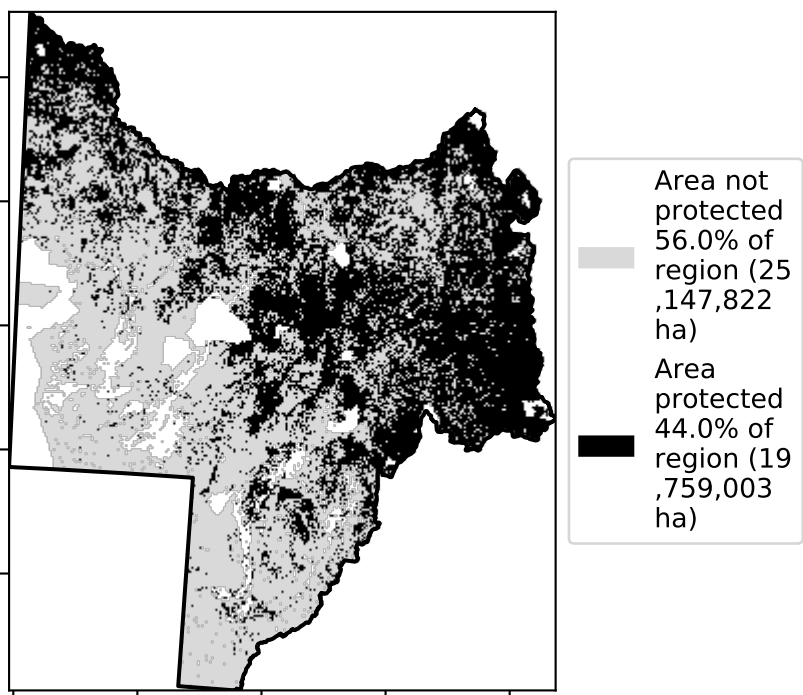 Area not
protected
56.0% of
region (25
,147,822
ha)
Area
protected
44.0% of
region (19
,759,003
ha)